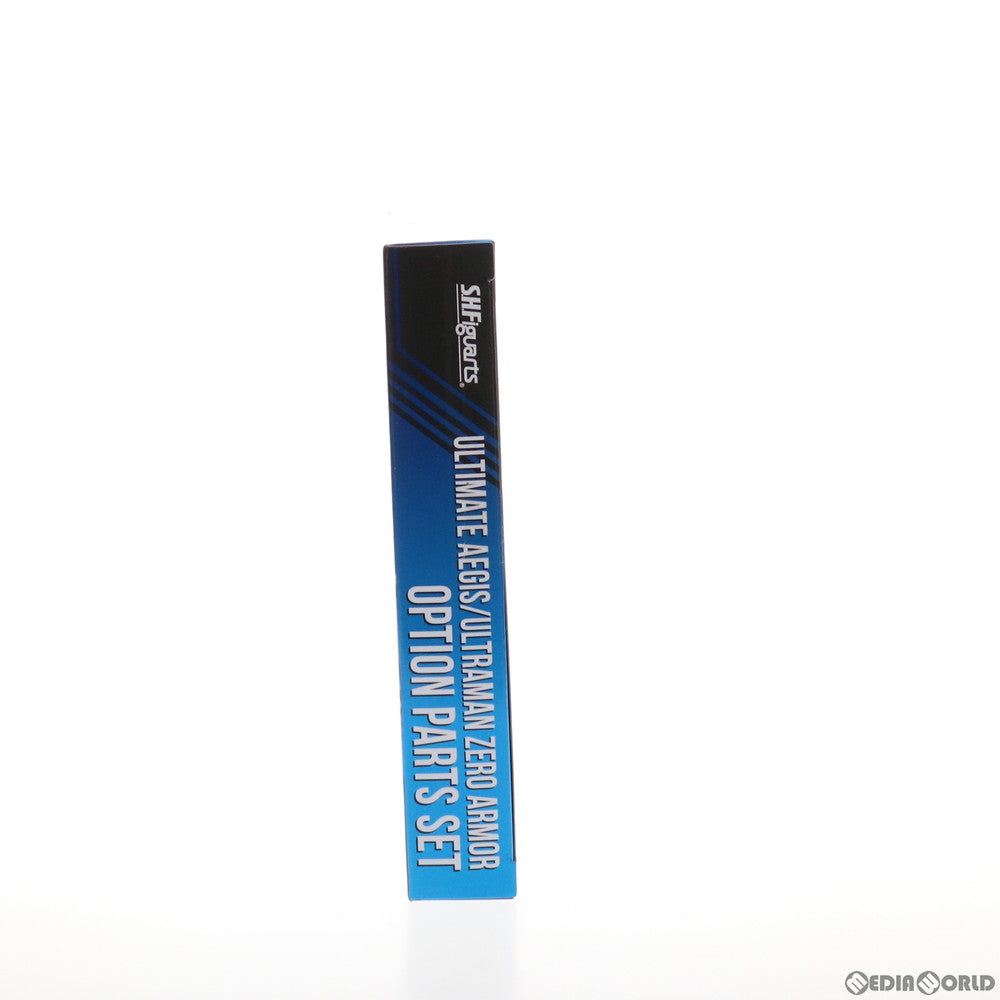 S.H.Figuarts®
ULTIMATE AEGIS/ULTRAMAN ZERO ARMOR
OPTION PARTS SET
MEDIAWORLD